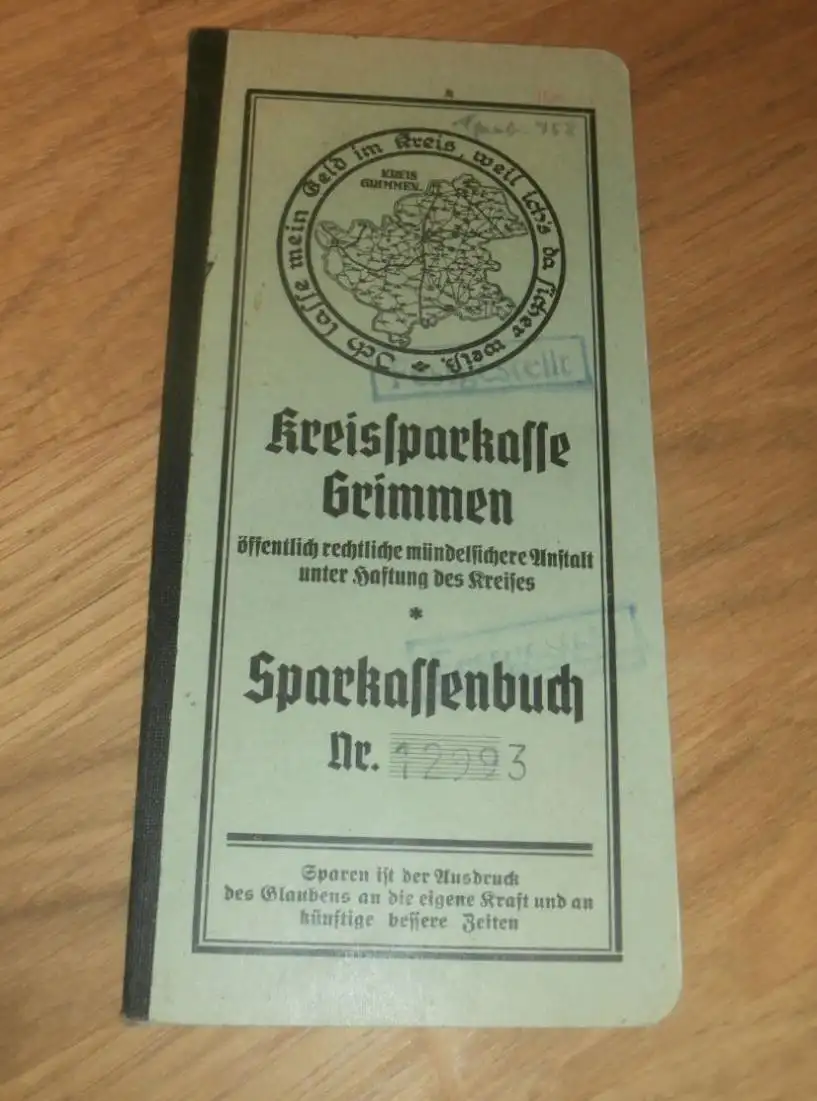 Ich lasse mein Geld im Kreis, weil ich's da sicher weiß.
KREIS
GRIMMEN
Kreissparkasse
Grimmen
öffentlich rechtliche mündelsichere Anstalt
unter Haftung des Kreises
*
Sparkassenbuch
Nr. 12993
Sparen ist der Ausdruck
des Glaubens an die eigene Kraft und an
künftige bessere Zeiten